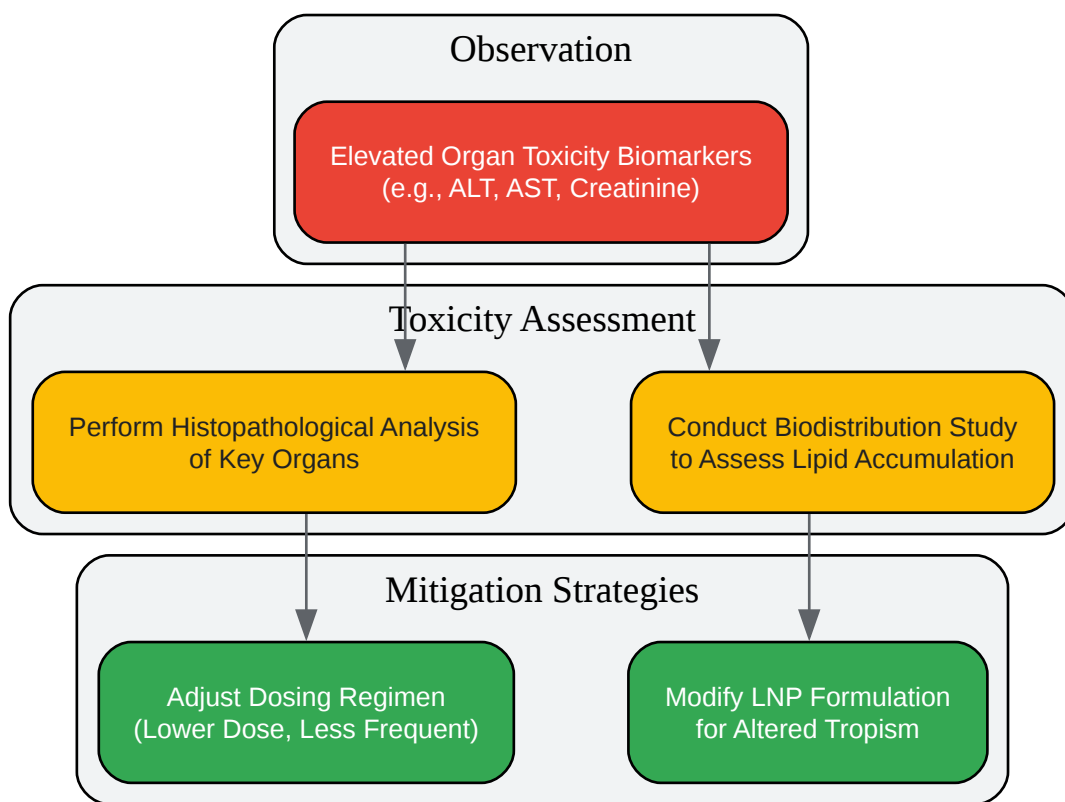 Observation
Elevated Organ Toxicity Biomarkers
(e.g., ALT, AST, Creatinine)
Toxicity Assessment
Perform Histopathological Analysis
of Key Organs
Conduct Biodistribution Study
to Assess Lipid Accumulation
Mitigation Strategies
Adjust Dosing Regimen
(Lower Dose, Less Frequent)
Modify LNP Formulation
for Altered Tropism